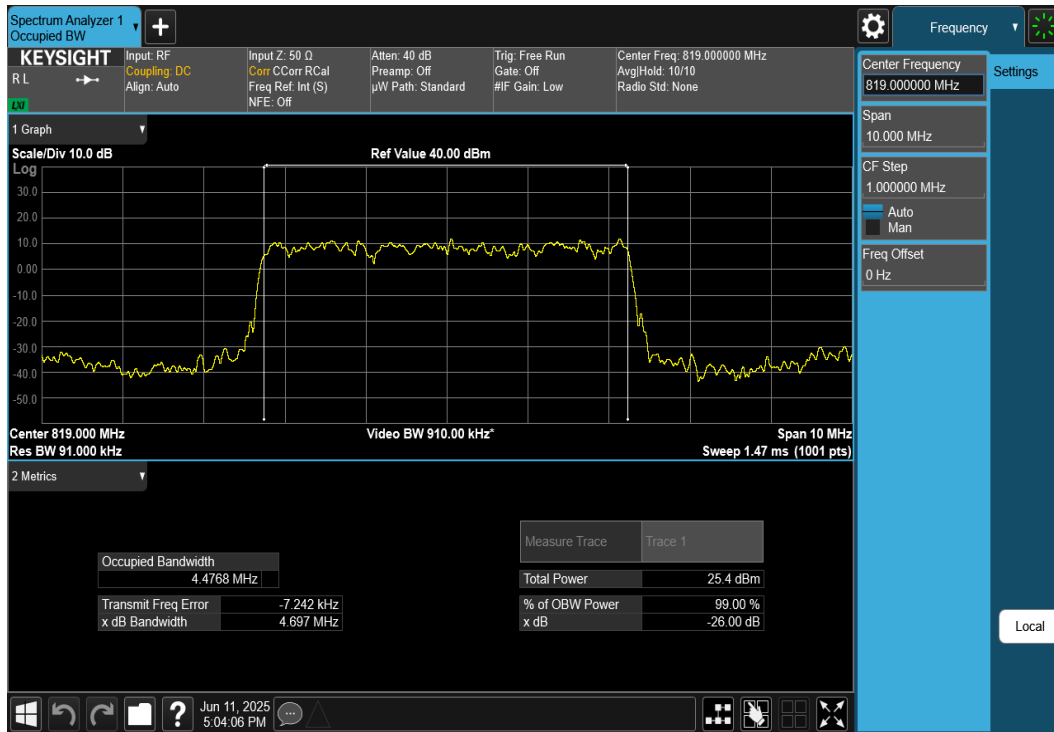 Spectrum Analyzer 1
Occupied BW
Frequency
KEYSIGHT
R L
LXI
Input: RF
Coupling: DC
Align: Auto
Input Z: 50 Ω
Corr CCorr RCal
Freq Ref: Int (S)
NFE: Off
Atten: 40 dB
Preamp: Off
µW Path: Standard
Trig: Free Run
Gate: Off
#IF Gain: Low
Center Freq: 819.000000 MHz
Avg|Hold: 10/10
Radio Std: None
Center Frequency
819.000000 MHz
Settings
Span
10.000 MHz
CF Step
1.000000 MHz
Auto
Man
Freq Offset
0 Hz
1 Graph
Scale/Div 10.0 dB
Ref Value 40.00 dBm
Log
30.0
20.0
10.0
0.00
-10.0
-20.0
-30.0
-40.0
-50.0
Center 819.000 MHz
Video BW 910.00 kHz*
Span 10 MHz
Res BW 91.000 kHz
Sweep 1.47 ms (1001 pts)
2 Metrics
Measure Trace
Trace 1
Occupied Bandwidth
4.4768 MHz
Total Power
25.4 dBm
Transmit Freq Error
-7.242 kHz
% of OBW Power
99.00 %
x dB Bandwidth
4.697 MHz
x dB
-26.00 dB
Local
?
Jun 11, 2025
5:04:06 PM